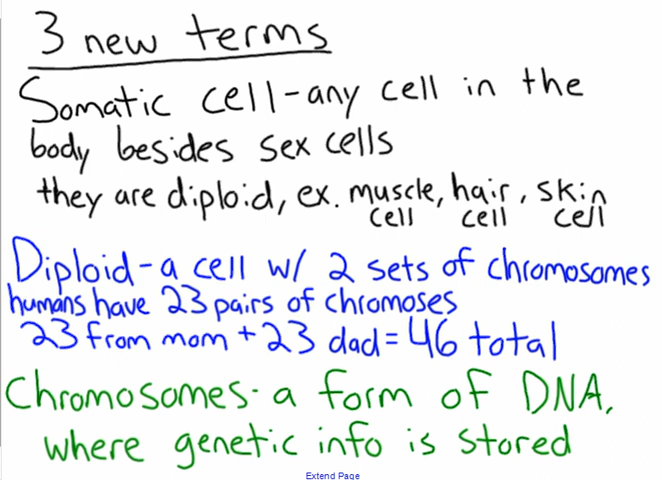 3 new terms
Somatic cell - any cell in the
body besides sex cells
they are diploid, ex. muscle, hair, skin
cell cell cell
Diploid - a cell w/ 2 sets of chromosomes
humans have 23 pairs of chromoses
23 from mom + 23 dad = 46 total
Chromosomes - a form of DNA,
where genetic info is stored
Extend Page